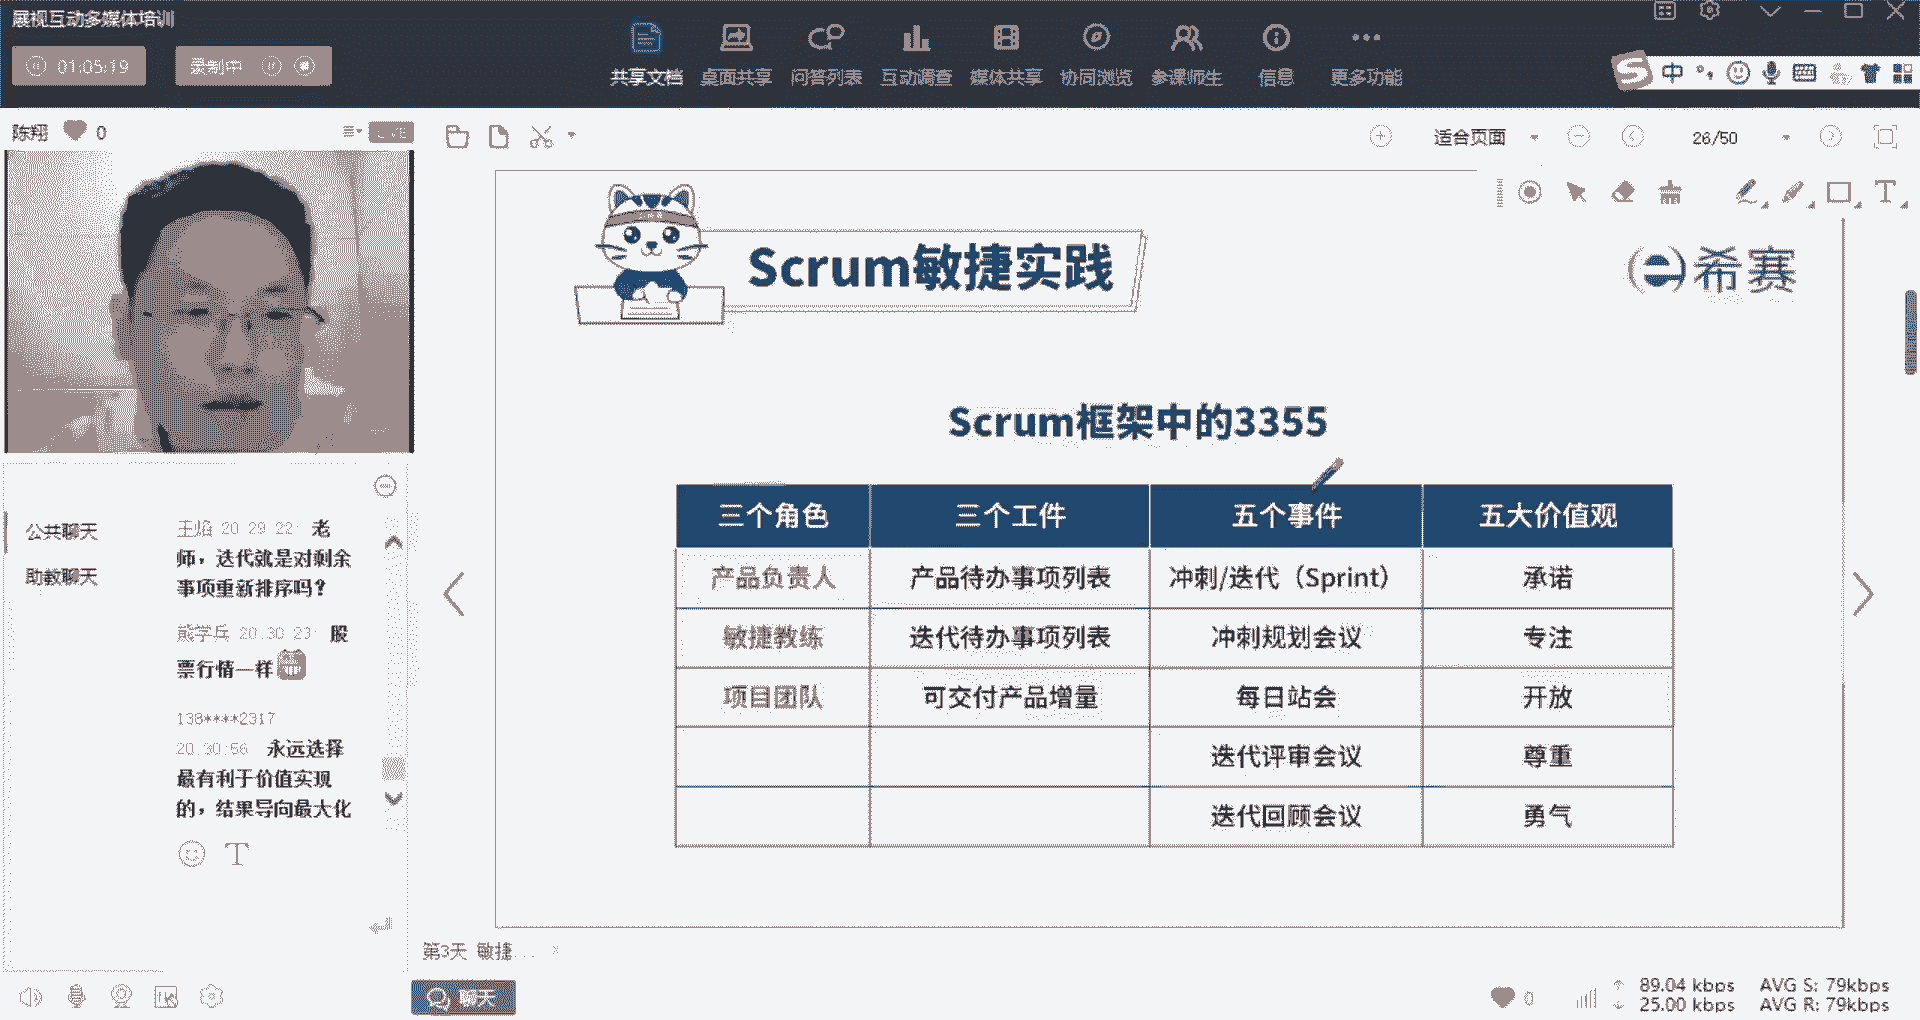 展视互动多媒体培训
01:05:19
录制中
共享文档 桌面共享 问答列表 互动调查 媒体共享 协同浏览 参课师生 信息 更多功能
中
陈翔 0
LIVE
适合页面
26/50
公共聊天
助教聊天
王焰 20:29:22: 老
师，迭代就是对剩余
事项重新排序吗？
熊学兵 20:30:23: 股
票行情一样
138****2317
20:30:56: 永远选择
最有利于价值实现
的，结果导向最大化
T
Scrum敏捷实践
希赛
Scrum框架中的3355
三个角色 三个工件 五个事件 五大价值观
产品负责人 产品待办事项列表 冲刺/迭代（Sprint） 承诺
敏捷教练 迭代待办事项列表 冲刺规划会议 专注
项目团队 可交付产品增量 每日站会 开放
迭代评审会议 尊重
迭代回顾会议 勇气
第3天 敏捷...
聊天
0
89.04 kbps AVG S: 79kbps
25.00 kbps AVG R: 79kbps